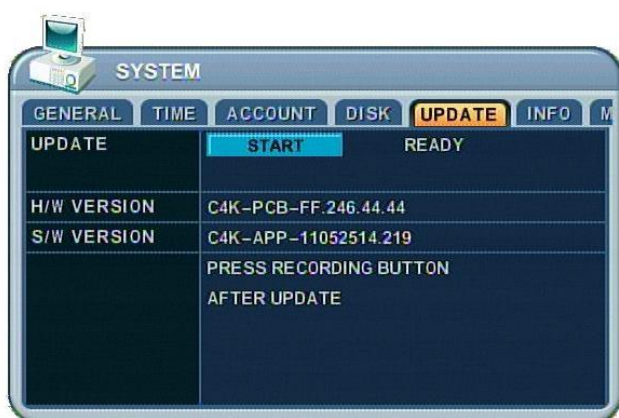 SYSTEM
GENERAL TIME ACCOUNT DISK UPDATE INFO M
UPDATE START READY
H/W VERSION C4K-PCB-FF.246.44.44
S/W VERSION C4K-APP-11052514.219
PRESS RECORDING BUTTON
AFTER UPDATE